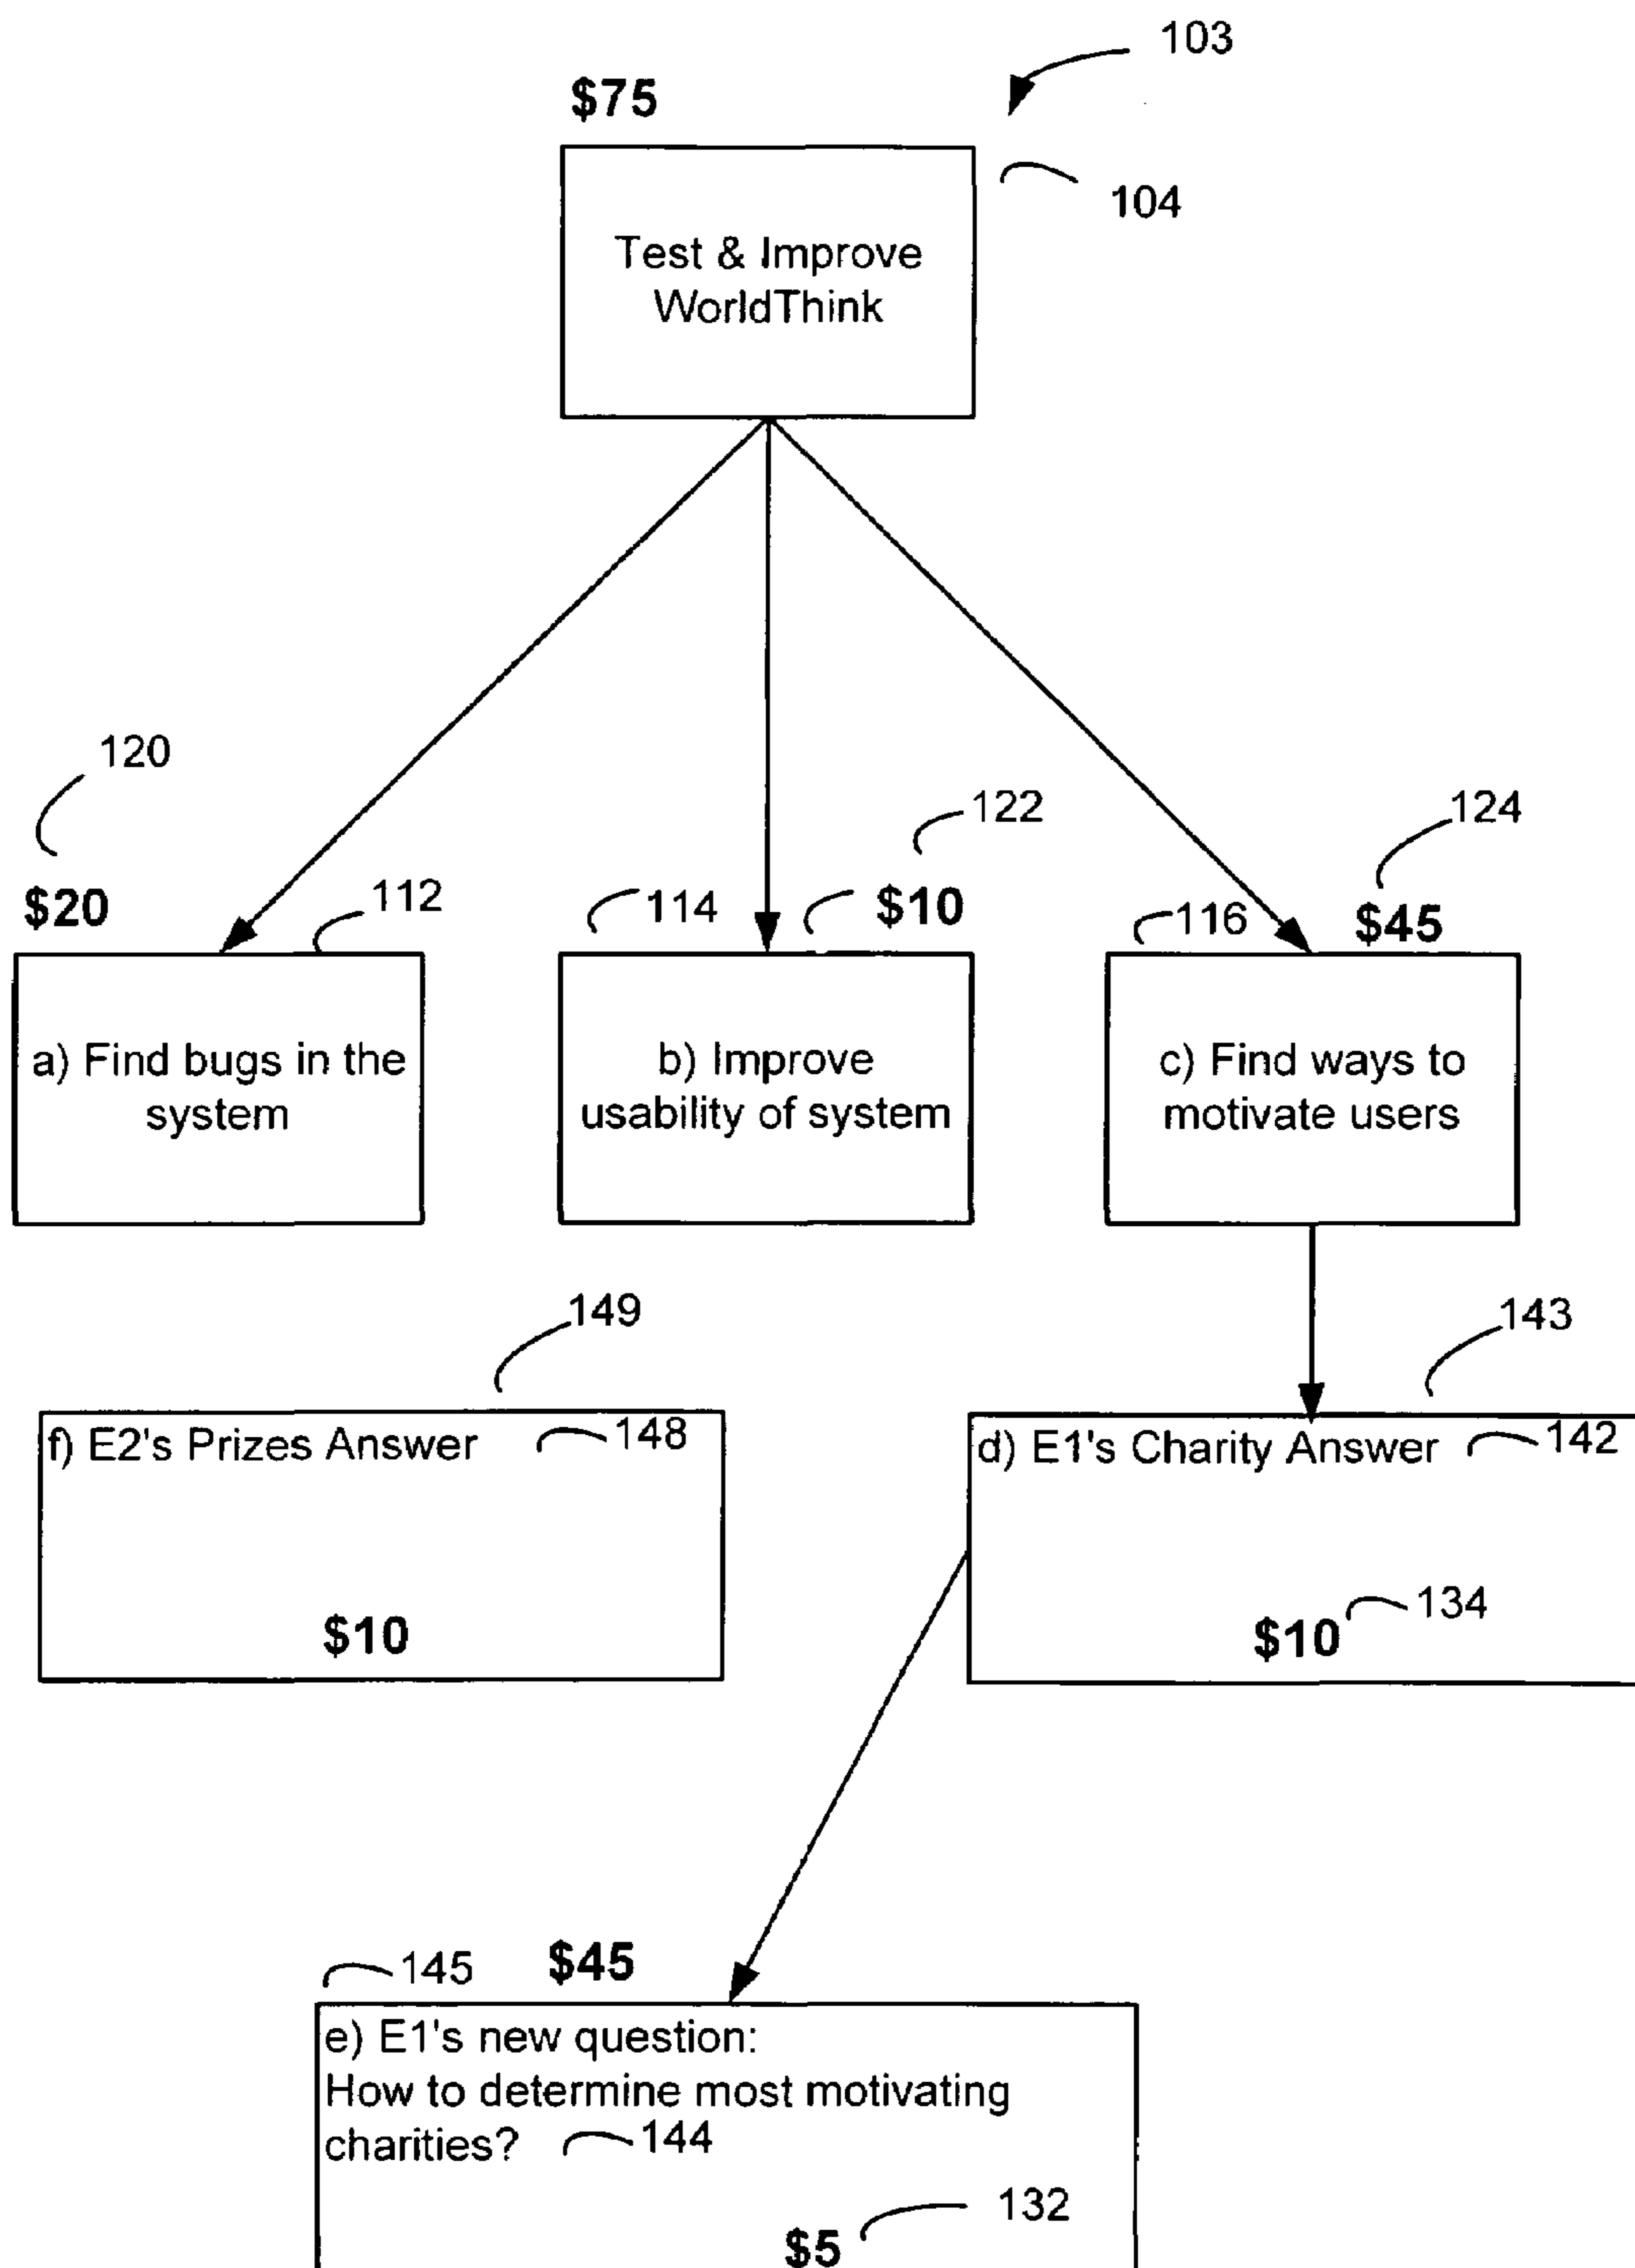 103
$75
104
Test & Improve
WorldThink
120
122
124
$20
112
114
$10
116
$45
a) Find bugs in the
system
b) Improve
usability of system
c) Find ways to
motivate users
149
143
f) E2's Prizes Answer
148
d) E1's Charity Answer
142
$10
134
$10
145
$45
e) E1's new question:
How to determine most motivating
charities?
144
132
$5